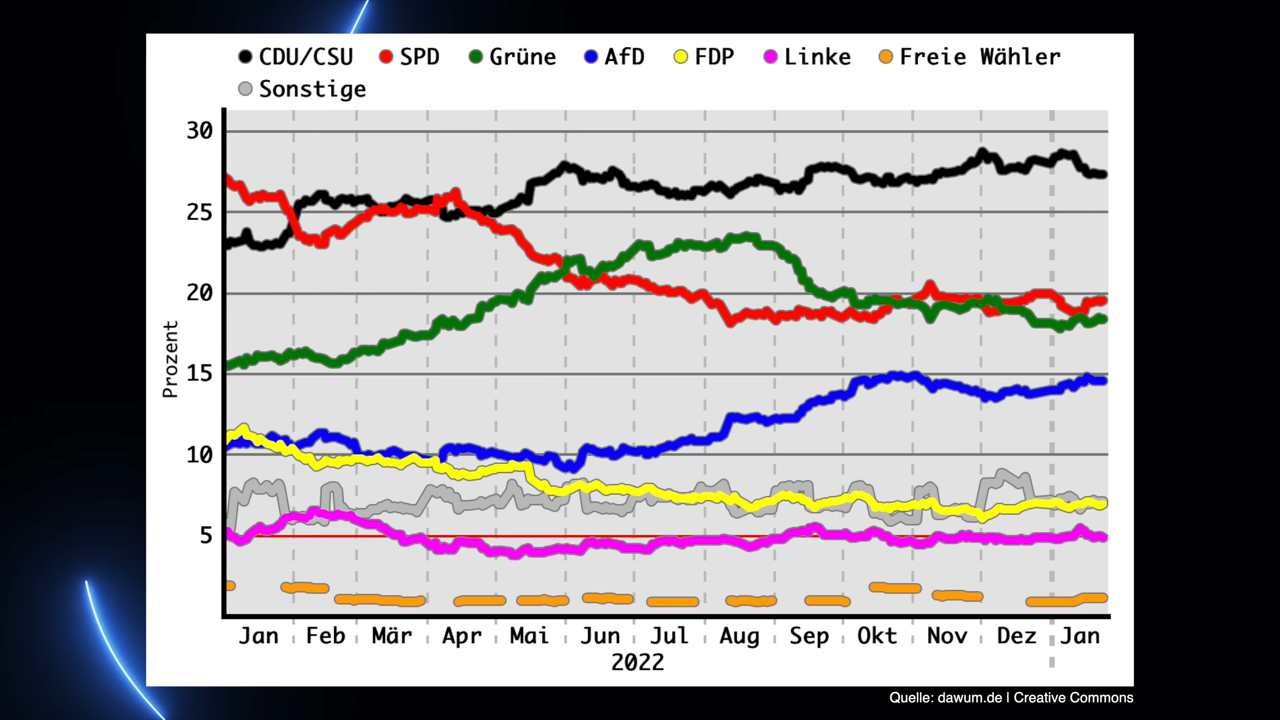 CDU/CSU SPD Grüne AfD FDP Linke Freie Wähler
Sonstige
30
25
20
15
10
5
Prozent
Jan Feb Mär Apr Mai Jun Jul Aug Sep Okt Nov Dez Jan
2022
Quelle: dawum.de | Creative Commons